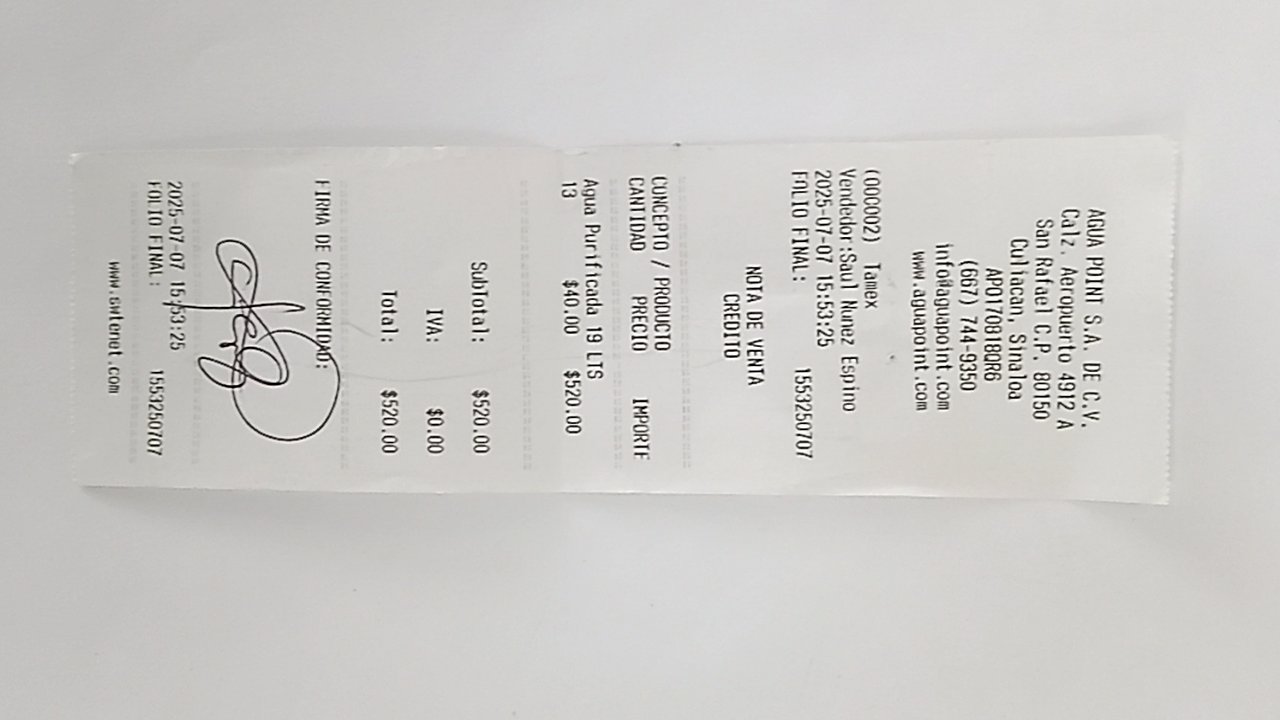 AGUA POINT S.A. DE C.V.
Calz. Aeropuerto 4912 A
San Rafael C.P. 80150
Culiacan, Sinaloa
APO170818QR6
(667) 744-9350
info@aguapoint.com
www.aguapoint.com
(000002) Tamex
Vendedor:Saul Nunez Espino
2025-07-07 15:53:25
FOLIO FINAL: 1553250707
NOTA DE VENTA
CREDITO
CONCEPTO / PRODUCTO
CANTIDAD PRECIO IMPORTE
Agua Purificada 19 LTS
13 $40.00 $520.00
SubTotal: $520.00
IVA: $0.00
Total: $520.00
FIRMA DE CONFORMIDAD:
2025-07-07 15:53:25
FOLIO FINAL: 1553250707
www.swtenet.com